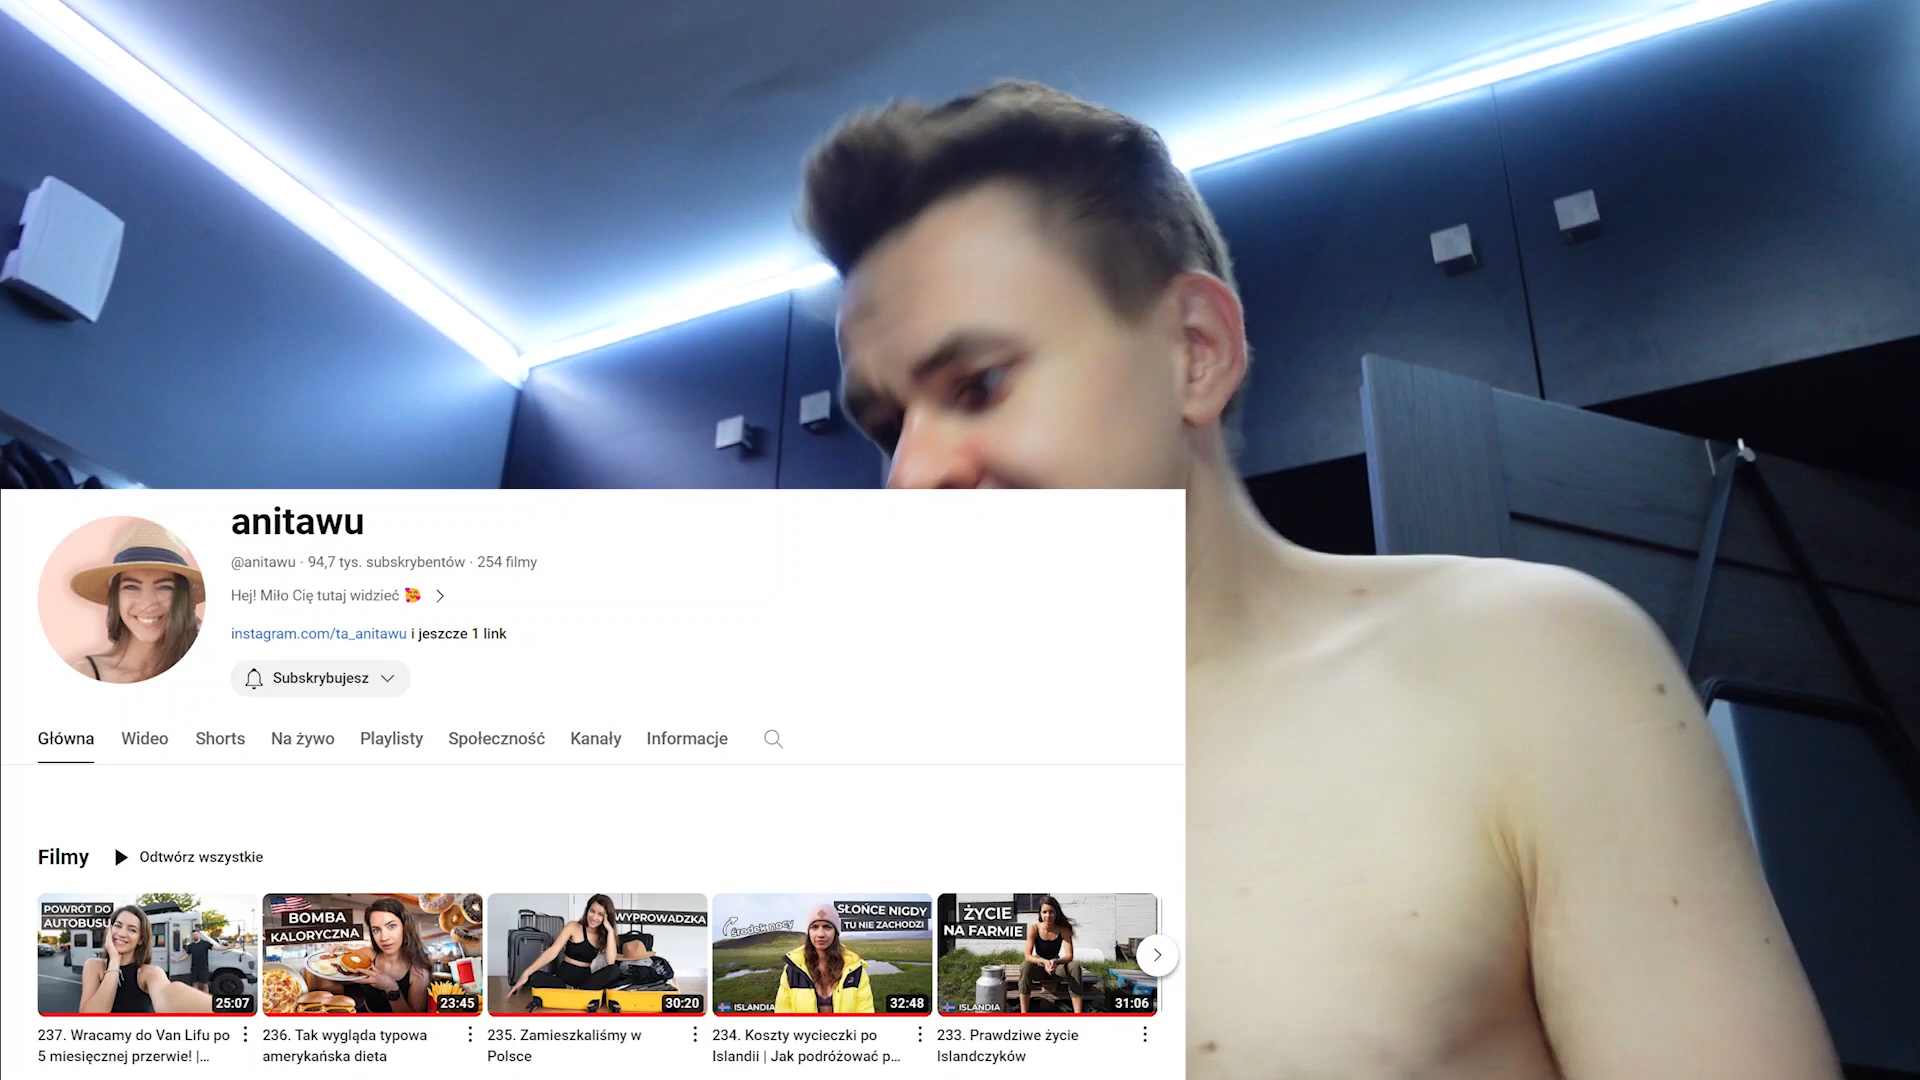 anitawu
@anitawu · 94,7 tys. subskrybentów · 254 filmy
Hej! Miło Cię tutaj widzieć 🥰
instagram.com/ta_anitawu i jeszcze 1 link
Subskrybujesz
Główna Wideo Shorts Na żywo Playlisty Społeczność Kanały Informacje
Filmy Odtwórz wszystkie
POWRÓT DO
AUTOBUSU
25:07
237. Wracamy do Van Lifu po
5 miesięcznej przerwie! |...
BOMBA
KALORYCZNA
23:45
236. Tak wygląda typowa
amerykańska dieta
WYPROWADZKA
30:20
235. Zamieszkaliśmy w
Polsce
środek nocy
SŁOŃCE NIGDY
TU NIE ZACHODZI
ISLANDIA
32:48
234. Koszty wycieczki po
Islandii | Jak podróżować p...
ŻYCIE
NA FARMIE
ISLANDIA
31:06
233. Prawdziwe życie
Islandczyków